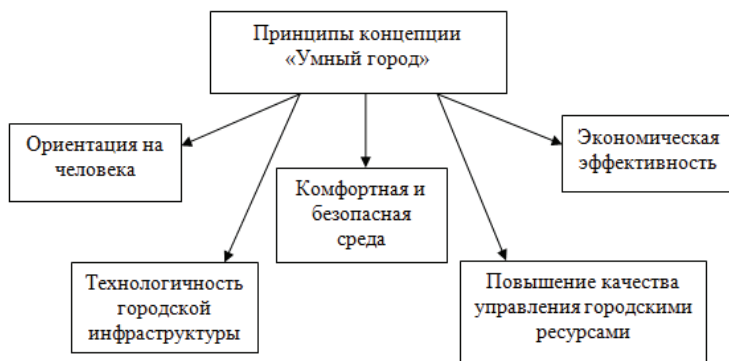 Принципы концепции
«Умный город»
Ориентация на
человека
Экономическая
эффективность
Комфортная и
безопасная
среда
Технологичность
городской
инфраструктуры
Повышение качества
управления городскими
ресурсами